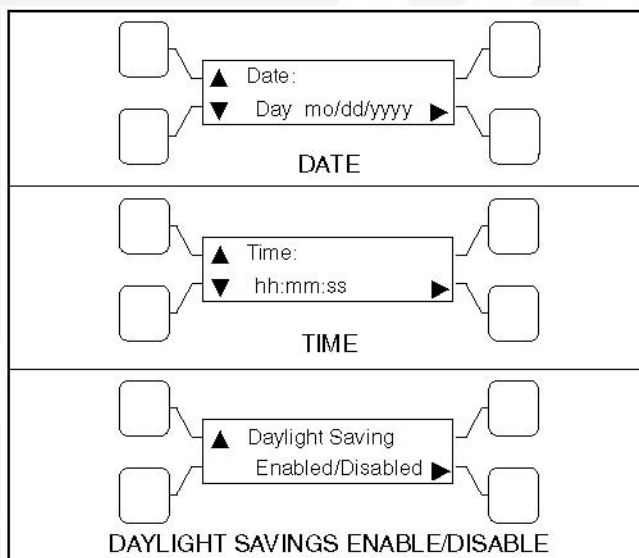 ▲ Date:
▼ Day mo/dd/yyyy ▶
DATE
▲ Time:
▼ hh:mm:ss ▶
TIME
▲ Daylight Saving
Enabled/Disabled ▶
DAYLIGHT SAVINGS ENABLE/DISABLE